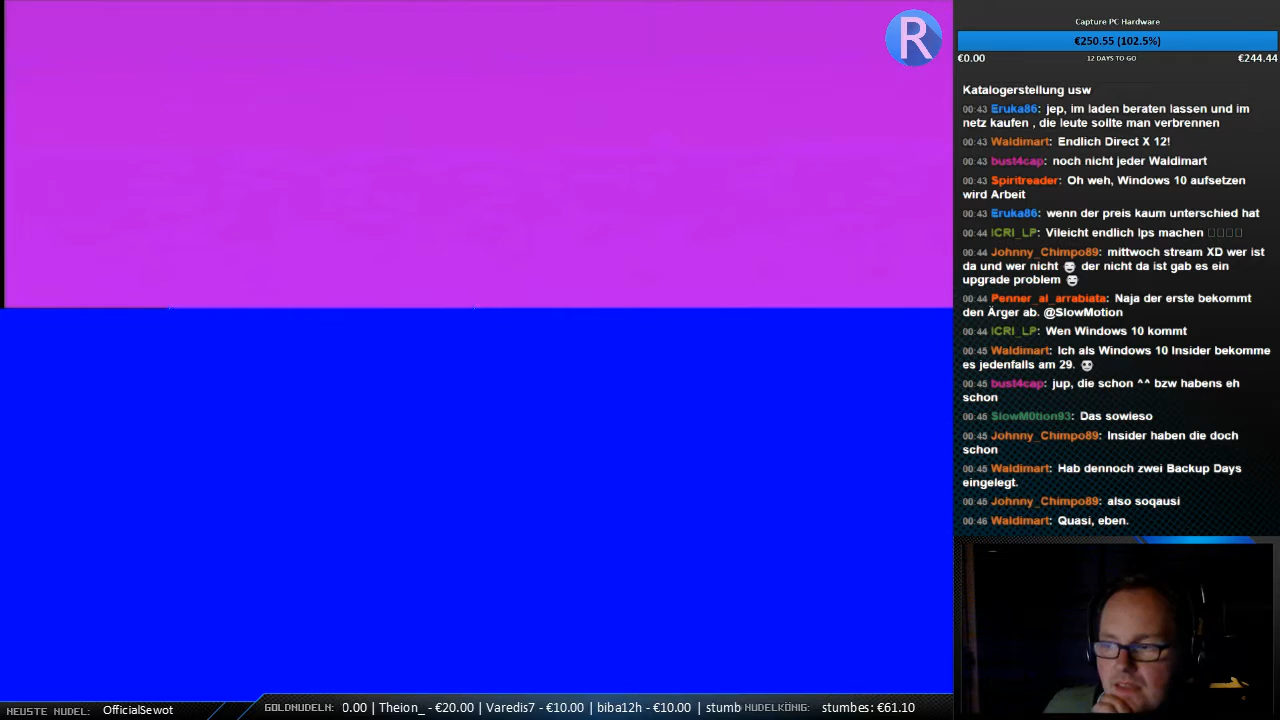 R
Capture PC Hardware
€250.55 (102.5%)
€0.00
12 DAYS TO GO
€244.44
Katalogerstellung usw
00:43 Eruka86: jep, im laden beraten lassen und im
netz kaufen , die leute sollte man verbrennen
00:43 Waldimart: Endlich Direct X 12!
00:43 bust4cap: noch nicht jeder Waldimart
00:43 Spiritreader: Oh weh, Windows 10 aufsetzen
wird Arbeit
00:43 Eruka86: wenn der preis kaum unterschied hat
00:44 ICRI_LP: Vileicht endlich lps machen
00:44 Johnny_Chimpo89: mittwoch stream XD wer ist
da und wer nicht der nicht da ist gab es ein
upgrade problem
00:44 Penner_al_arrabiata: Naja der erste bekommt
den Ärger ab. @SlowMotion
00:44 ICRI_LP: Wen Windows 10 kommt
00:45 Waldimart: Ich als Windows 10 Insider bekomme
es jedenfalls am 29.
00:45 bust4cap: jup, die schon ^^ bzw habens eh
schon
00:45 SlowM0tion93: Das sowieso
00:45 Johnny_Chimpo89: Insider haben die doch
schon
00:45 Waldimart: Hab dennoch zwei Backup Days
eingelegt.
00:45 Johnny_Chimpo89: also soqausi
00:46 Waldimart: Quasi, eben.
NEUSTE NUDEL: OfficialSewot
GOLDNUDELN: 0.00 | Theion_ - €20.00 | Varedis7 - €10.00 | biba12h - €10.00 | stumb
NUDELKÖNIG: stumbes: €61.10